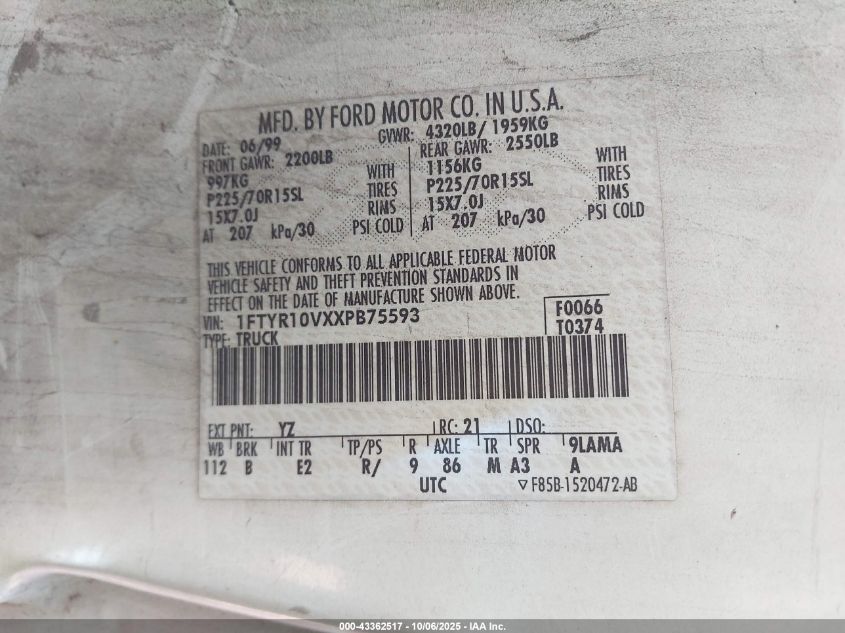 MFD. BY FORD MOTOR CO. IN U.S.A.
DATE: 06/99 GVWR: 4320LB/ 1959KG
FRONT GAWR: 2200LB REAR GAWR: 2550LB
997KG WITH 1156KG WITH
P225/70R15SL TIRES P225/70R15SL TIRES
15X7.0J RIMS 15X7.0J RIMS
AT 207 kPa/30 PSI COLD AT 207 kPa/30 PSI COLD
THIS VEHICLE CONFORMS TO ALL APPLICABLE FEDERAL MOTOR
VEHICLE SAFETY AND THEFT PREVENTION STANDARDS IN
EFFECT ON THE DATE OF MANUFACTURE SHOWN ABOVE.
VIN: 1FTYR10VXXPB75593 F0066
TYPE: TRUCK T0374
EXT PNT: YZ RC: 21 DSO:
WB BRK INT TR TP/PS R AXLE TR SPR 9LAMA
112 B E2 R/ 9 86 M A3 A
UTC ▽ F85B-1520472-AB
000-43362517 - 10/06/2025 - IAA Inc.